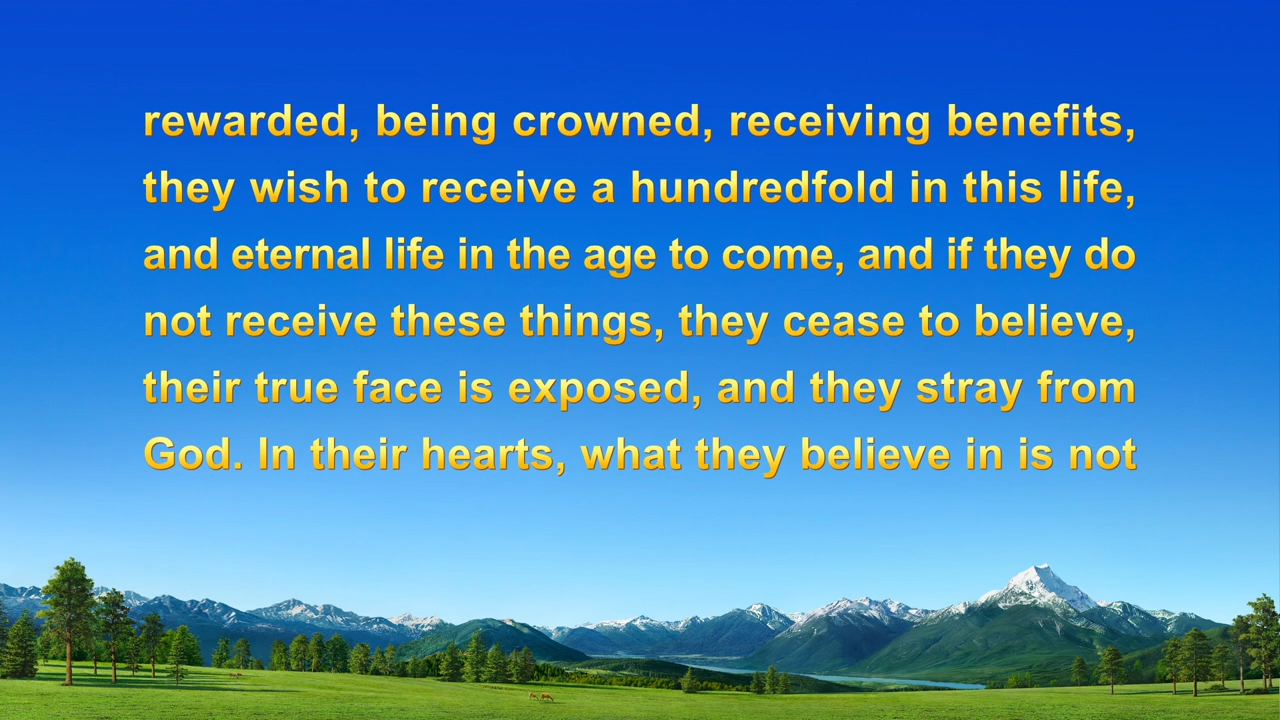 rewarded, being crowned, receiving benefits,
they wish to receive a hundredfold in this life,
and eternal life in the age to come, and if they do
not receive these things, they cease to believe,
their true face is exposed, and they stray from
God. In their hearts, what they believe in is not